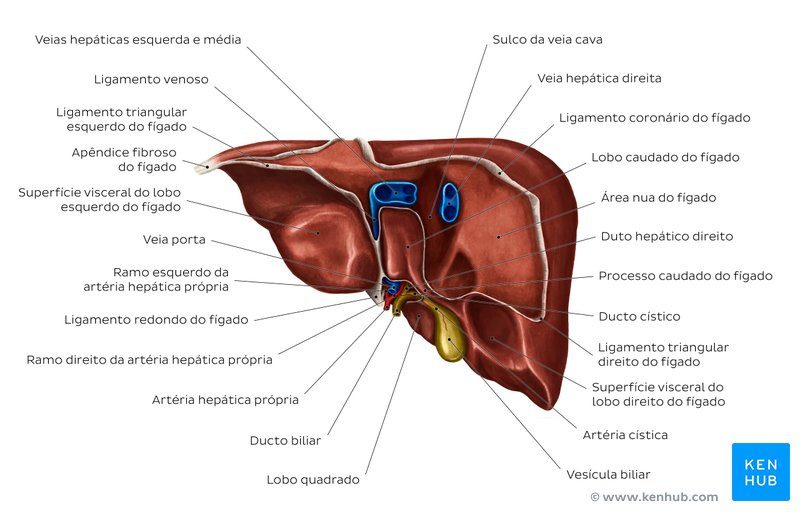 Veias hepáticas esquerda e média
Ligamento venoso
Ligamento triangular
esquerdo do fígado
Apêndice fibroso
do fígado
Superfície visceral do lobo
esquerdo do fígado
Veia porta
Ramo esquerdo da
artéria hepática própria
Ligamento redondo do fígado
Ramo direito da artéria hepática própria
Artéria hepática própria
Ducto biliar
Lobo quadrado
Sulco da veia cava
Veia hepática direita
Ligamento coronário do fígado
Lobo caudado do fígado
Área nua do fígado
Duto hepático direito
Processo caudado do fígado
Ducto cístico
Ligamento triangular
direito do fígado
Superfície visceral do
lobo direito do fígado
Artéria cística
Vesícula biliar
KEN
HUB
© www.kenhub.com